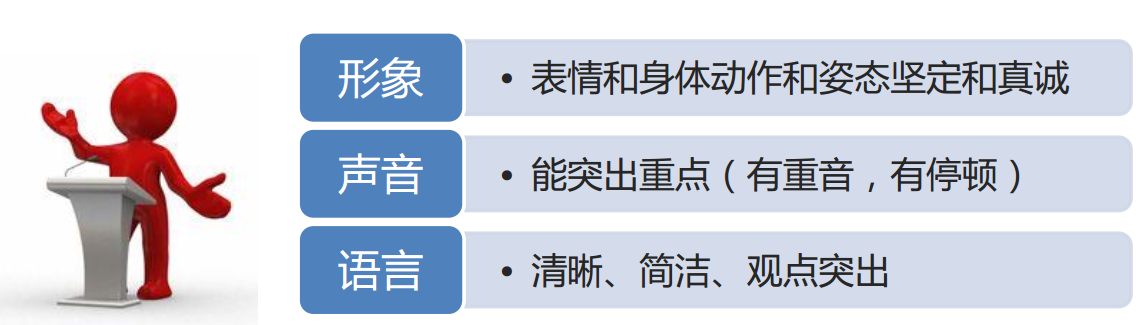 形象
• 表情和身体动作和姿态坚定和真诚
声音
• 能突出重点（有重音，有停顿）
语言
• 清晰、简洁、观点突出